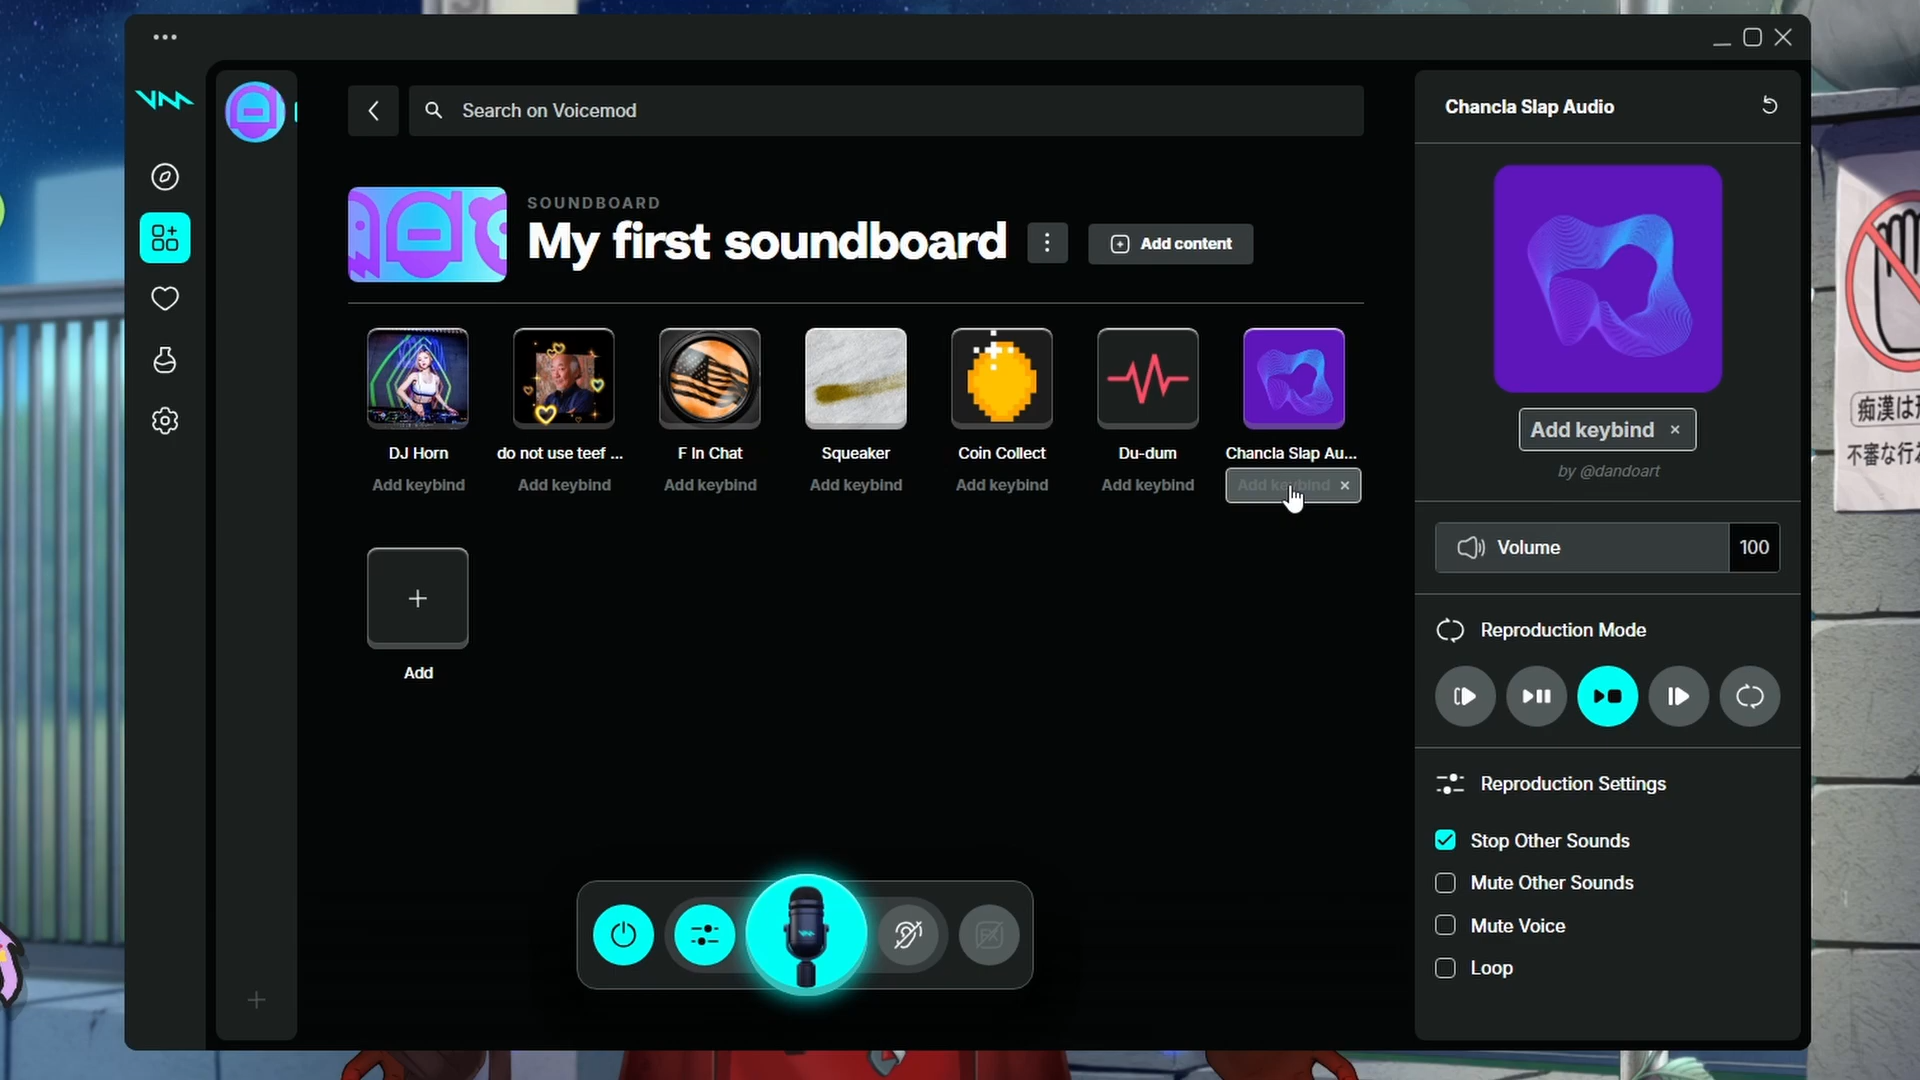 Chancla Slap Audio
Search on Voicemod
SOUNDBOARD
My first soundboard
Add content
DJ Horn
do not use teef ...
F In Chat
Squeaker
Coin Collect
Du-dum
Chancla Slap Au...
Add keybind
Add keybind
Add keybind
Add keybind
Add keybind
Add keybind
Add keybind ×
Add
Add keybind ×
by @dandoart
Volume
100
Reproduction Mode
Reproduction Settings
Stop Other Sounds
Mute Other Sounds
Mute Voice
Loop
痴漢は
不審な行